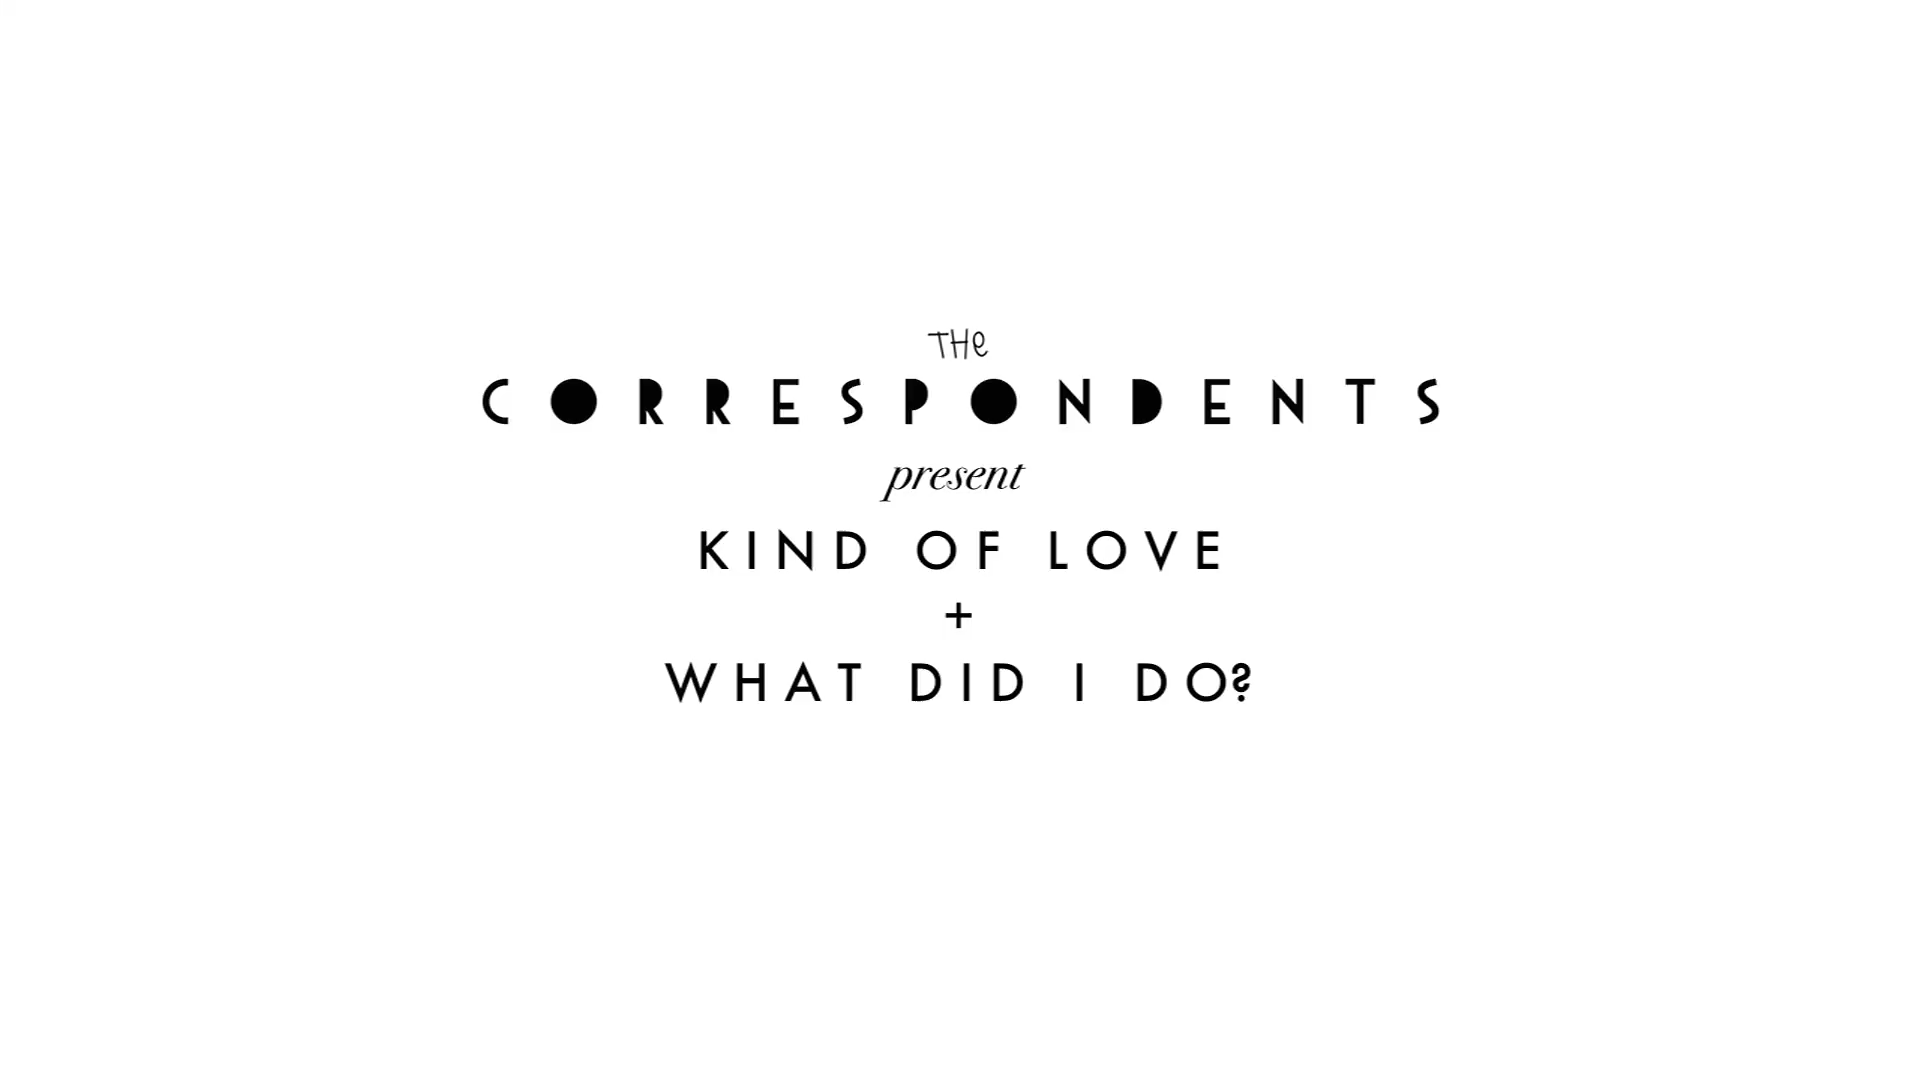 THe
CORRESPONDENTS
present
KIND OF LOVE
+
WHAT DID I DO?